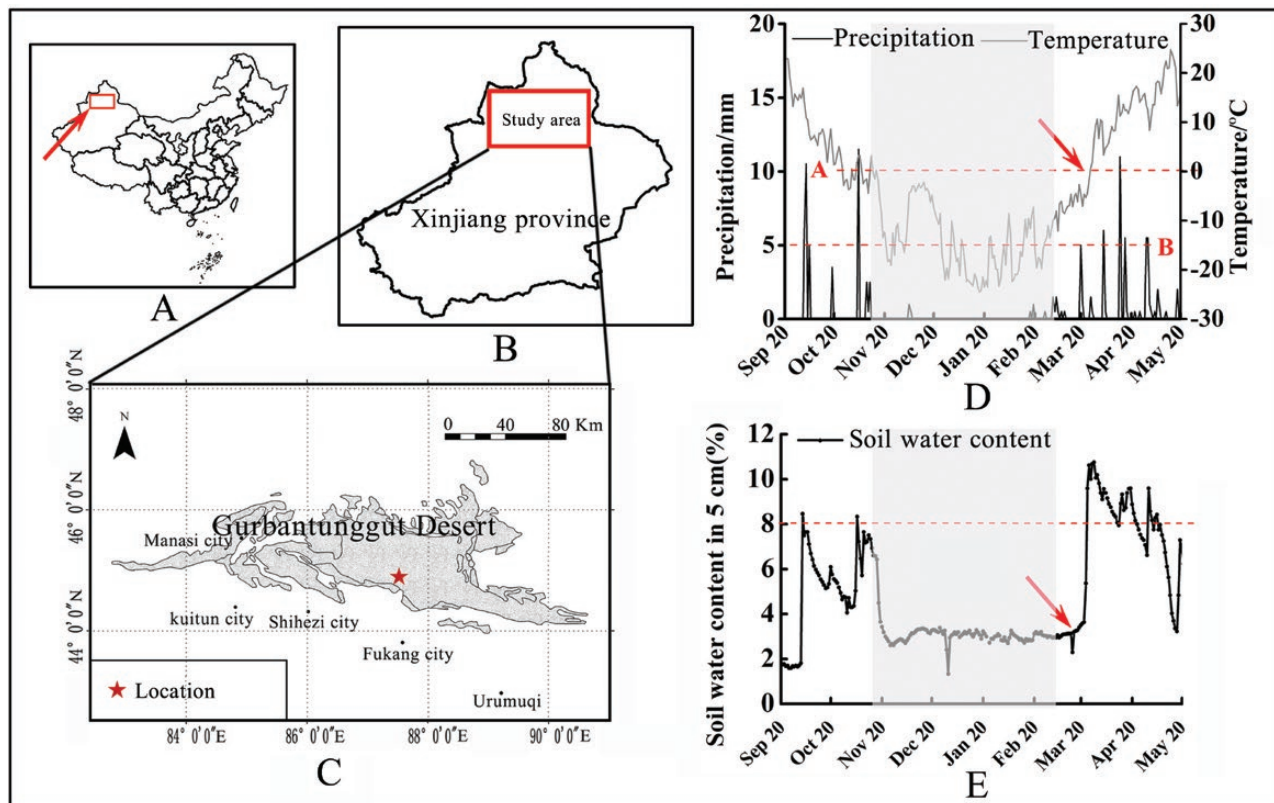 A
Study area
Xinjiang province
B
20
15
10
5
0
Precipitation/mm
Precipitation
Temperature
A
B
30
20
10
0
-10
-20
-30
Temperature/°C
Sep 20
Oct 20
Nov 20
Dec 20
Jan 20
Feb 20
Mar 20
Apr 20
May 20
D
N
0 40 80 Km
Gurbantunggut Desert
Manasi city
kuitun city
Shihezi city
Fukang city
Urumuqi
Location
48° 0′0″N
46° 0′0″N
44° 0′0″N
84° 0′0″E
86° 0′0″E
88° 0′0″E
90° 0′0″E
C
12
10
8
6
4
2
0
Soil water content in 5 cm(%)
Soil water content
Sep 20
Oct 20
Nov 20
Dec 20
Jan 20
Feb 20
Mar 20
Apr 20
May 20
E